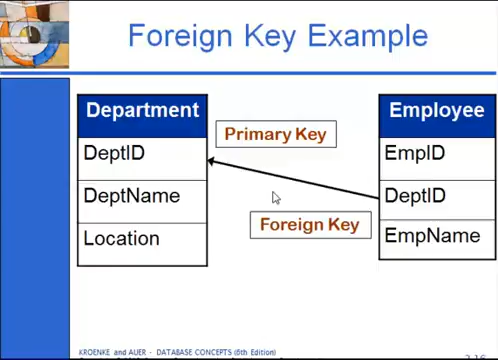 Foreign Key Example
Department
DeptID
DeptName
Location
Primary Key
Foreign Key
Employee
EmpID
DeptID
EmpName
KROENKE and AUER - DATABASE CONCEPTS (6th Edition)